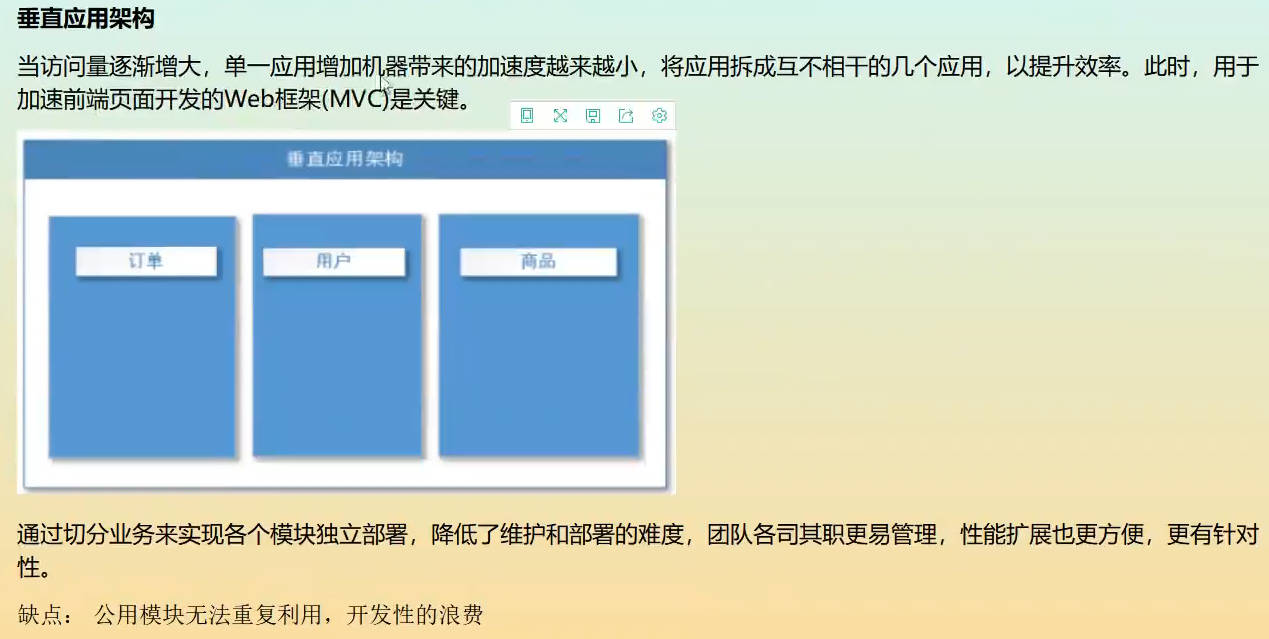 垂直应用架构
当访问量逐渐增大，单一应用增加机器带来的加速度越来越小，将应用拆成互不相干的几个应用，以提升效率。此时，用于
加速前端页面开发的Web框架(MVC)是关键。
垂直应用架构
订单
用户
商品
通过切分业务来实现各个模块独立部署，降低了维护和部署的难度，团队各司其职更易管理，性能扩展也更方便，更有针对
性。
缺点： 公用模块无法重复利用，开发性的浪费